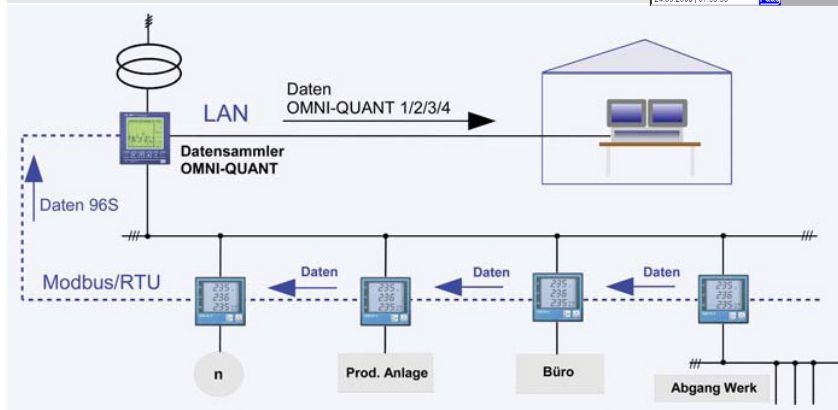 LAN
Daten
OMNI-QUANT 1/2/3/4
Datensammler
OMNI-QUANT
Daten 96S
Modbus/RTU
Daten
Daten
Daten
235
236
235
235
236
235
235
236
235
235
236
235
n
Prod. Anlage
Büro
Abgang Werk